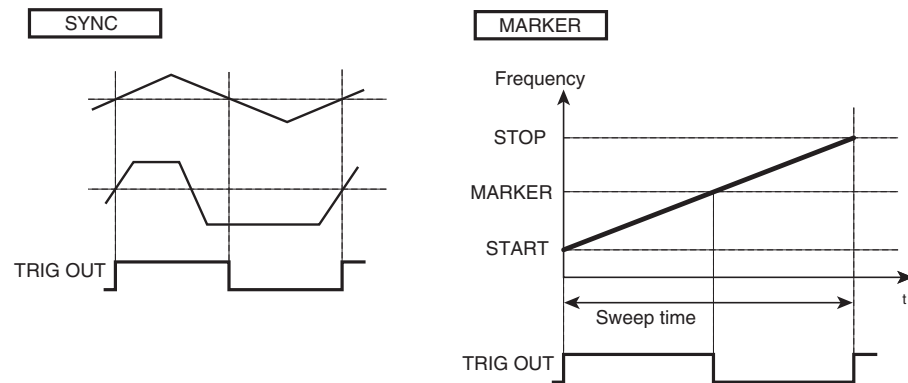 SYNC
TRIG OUT
MARKER
Frequency
STOP
MARKER
START
t
Sweep time
TRIG OUT